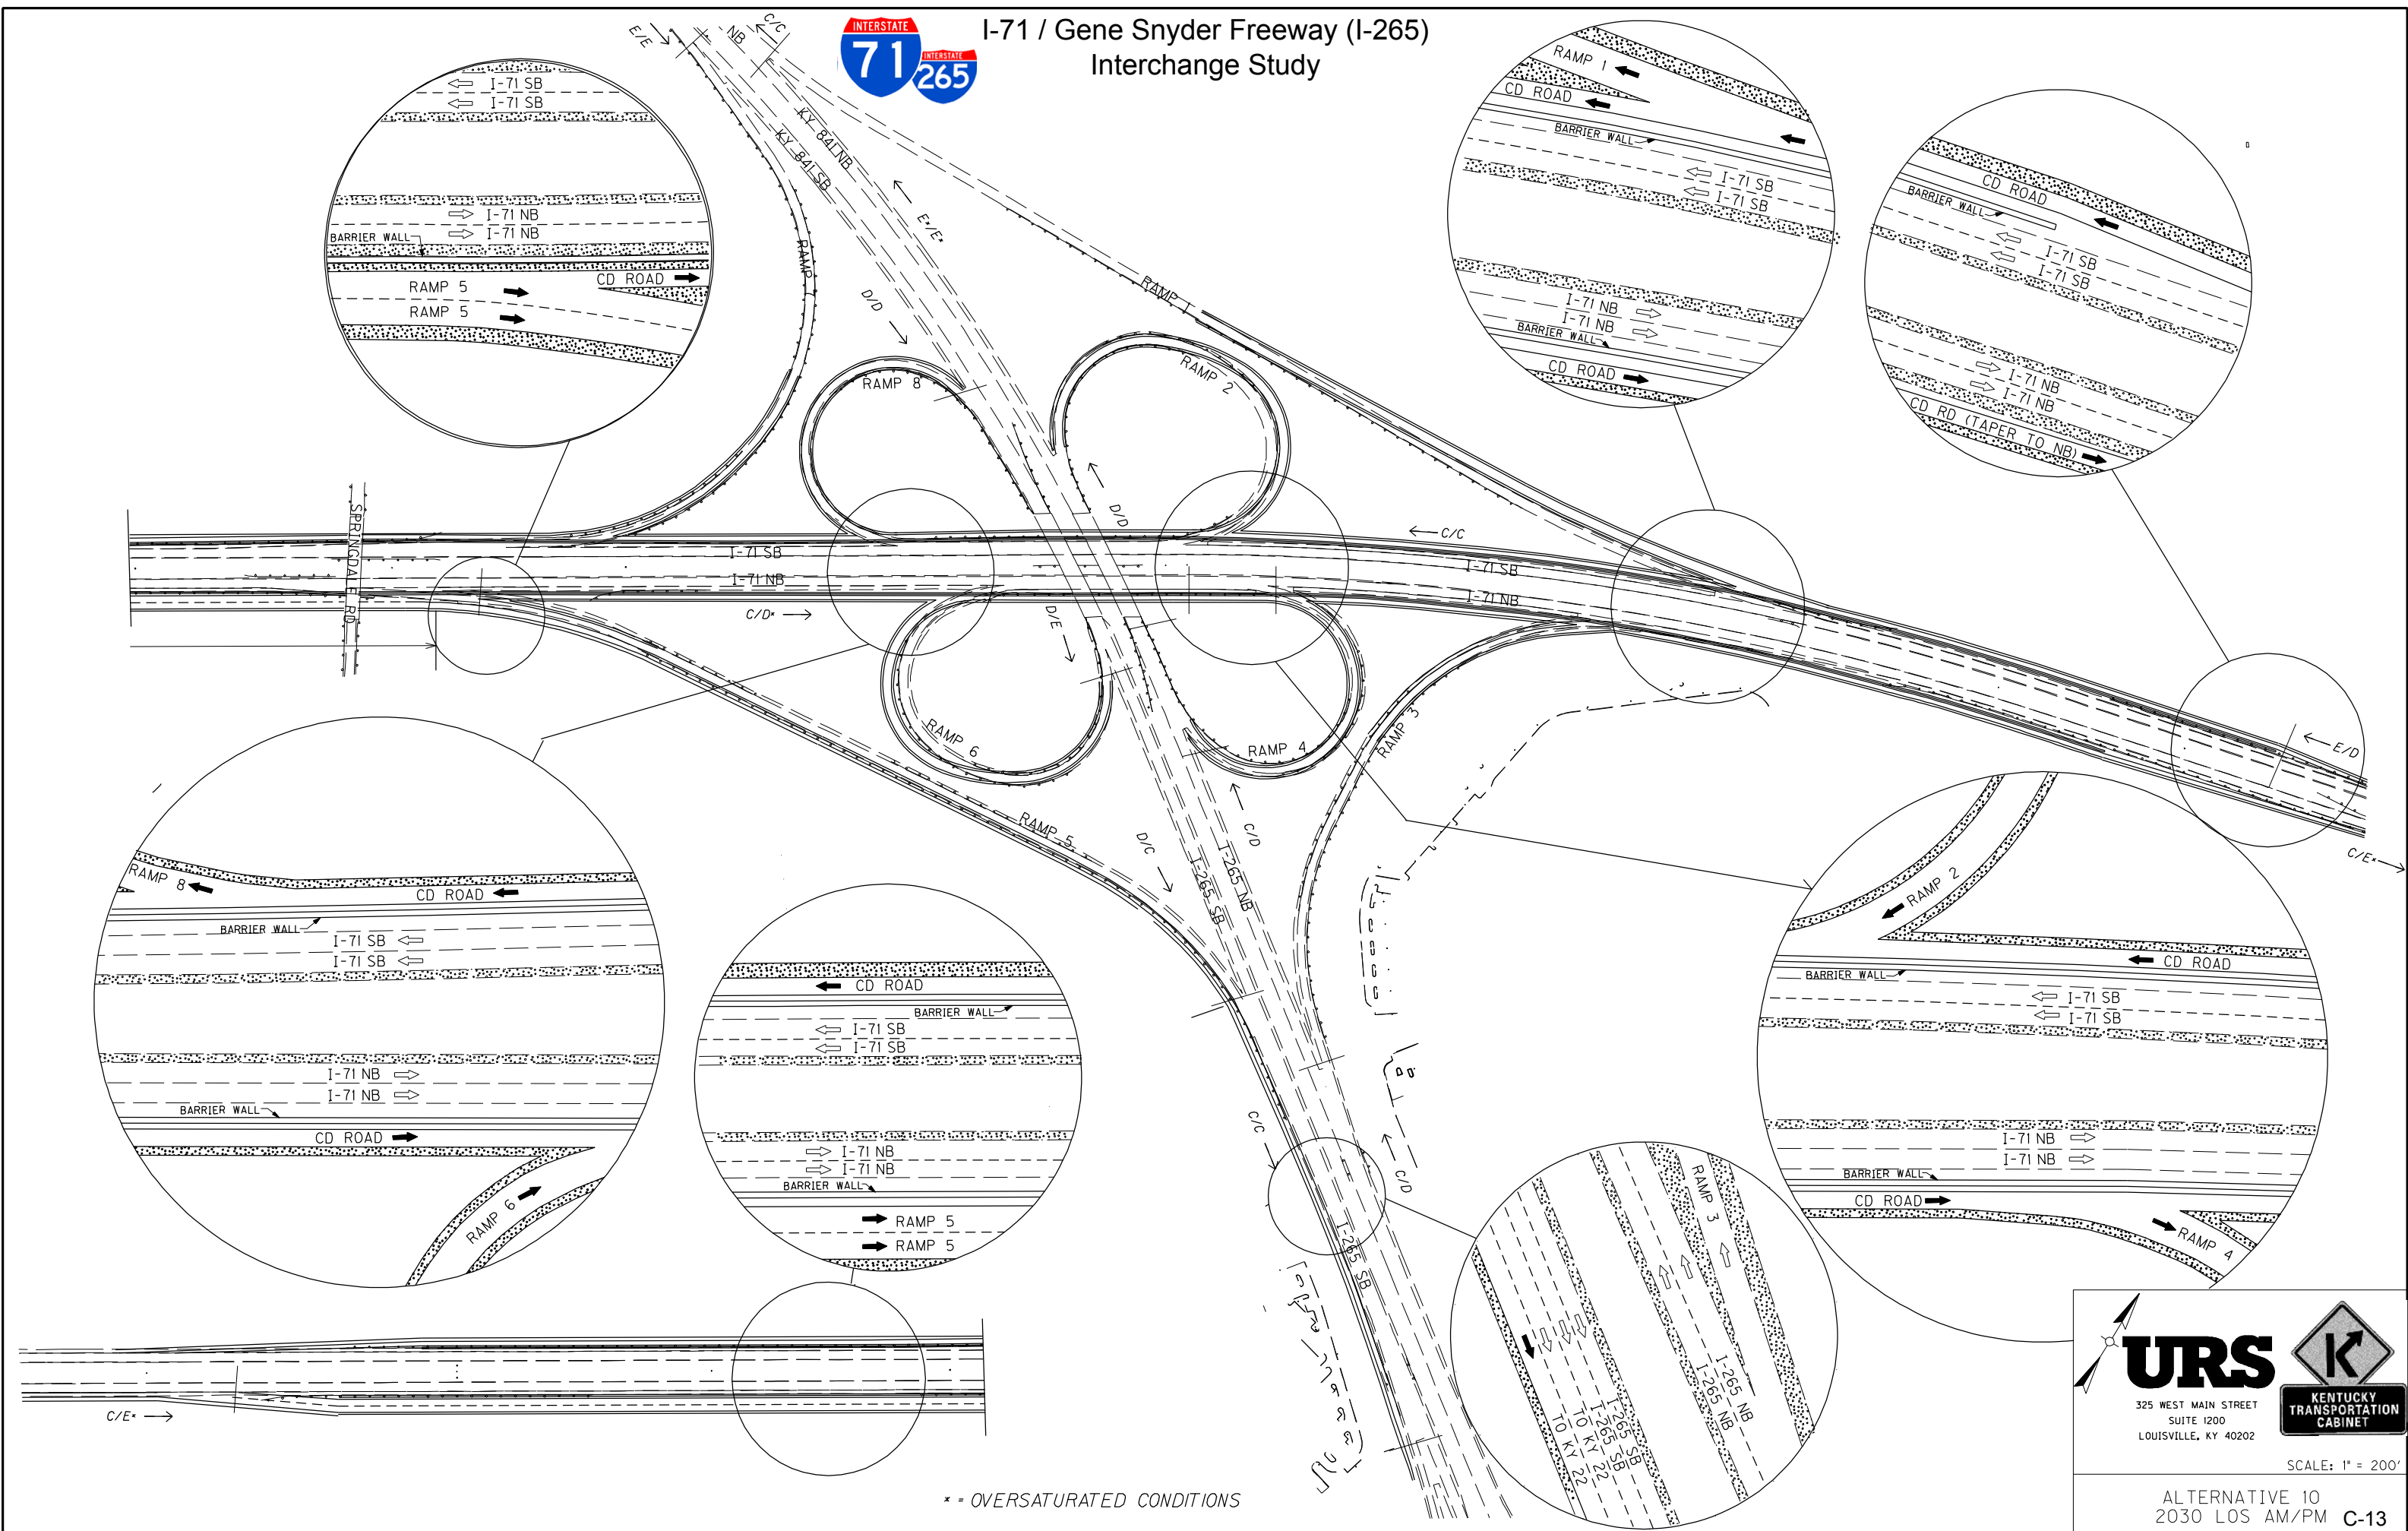 I-71 / Gene Snyder Freeway (I-265)
Interchange Study
INTERSTATE
71
INTERSTATE
265
E/E
NB
C/C
KY 841 NB
KY 841 SB
E*/E*
D/D
RAMP 7
RAMP 1
RAMP 8
RAMP 2
D/D
SPRINGDALE RD
I-71 SB
I-71 NB
C/D*
C/C
I-71 SB
I-71 NB
D/E
RAMP 6
RAMP 4
RAMP 3
RAMP 5
D/C
C/D
I-265 SB
I-265 NB
E/D
C/E*
C/C
C/D
I-265 SB
C/E*
I-71 SB
I-71 SB
I-71 NB
I-71 NB
BARRIER WALL
CD ROAD
RAMP 5
RAMP 5
RAMP 1
CD ROAD
BARRIER WALL
I-71 SB
I-71 SB
I-71 NB
I-71 NB
BARRIER WALL
CD ROAD
CD ROAD
BARRIER WALL
I-71 SB
I-71 SB
I-71 NB
I-71 NB
CD RD (TAPER TO NB)
RAMP 8
CD ROAD
BARRIER WALL
I-71 SB
I-71 SB
I-71 NB
I-71 NB
BARRIER WALL
CD ROAD
RAMP 6
CD ROAD
BARRIER WALL
I-71 SB
I-71 SB
I-71 NB
I-71 NB
BARRIER WALL
RAMP 5
RAMP 5
RAMP 2
CD ROAD
BARRIER WALL
I-71 SB
I-71 SB
I-71 NB
I-71 NB
BARRIER WALL
CD ROAD
RAMP 4
RAMP 3
I-265 NB
I-265 NB
I-265 SB
I-265 SB
TO KY 22
TO KY 22
* = OVERSATURATED CONDITIONS
URS
325 WEST MAIN STREET
SUITE 1200
LOUISVILLE, KY 40202
K
KENTUCKY
TRANSPORTATION
CABINET
SCALE: 1" = 200'
ALTERNATIVE 10
2030 LOS AM/PM
C-13